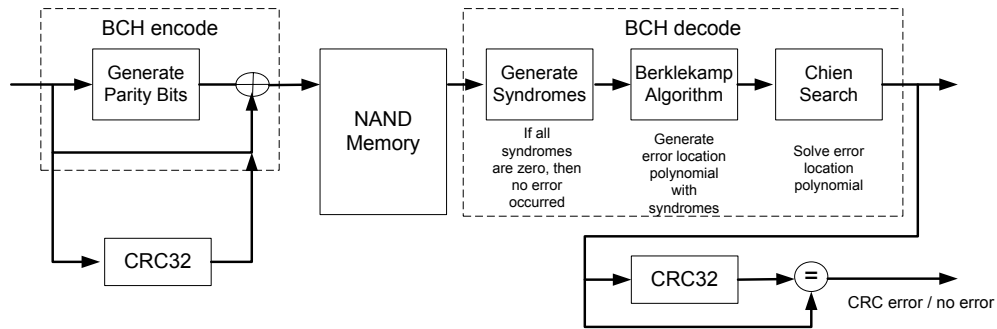 BCH encode
Generate
Parity Bits
CRC32
NAND
Memory
BCH decode
Generate
Syndromes
If all
syndromes
are zero, then
no error
occurred
Berklekamp
Algorithm
Generate
error location
polynomial
with
syndromes
Chien
Search
Solve error
location
polynomial
CRC32
=
CRC error / no error